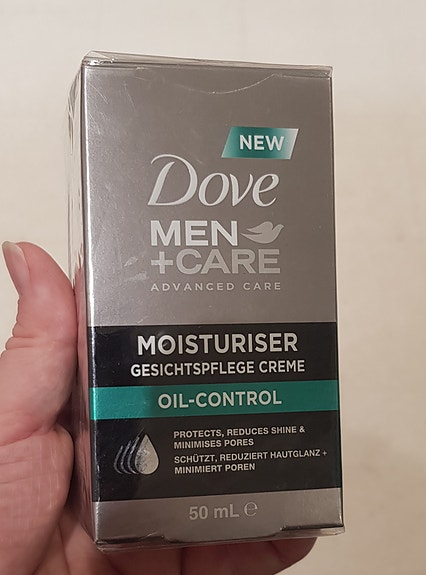 NEW
Dove
MEN
+CARE
ADVANCED CARE
MOISTURISER
GESICHTSPFLEGE CREME
OIL-CONTROL
PROTECTS, REDUCES SHINE &
MINIMISES PORES
SCHÜTZT, REDUZIERT HAUTGLANZ +
MINIMIERT POREN
50 mL ℮